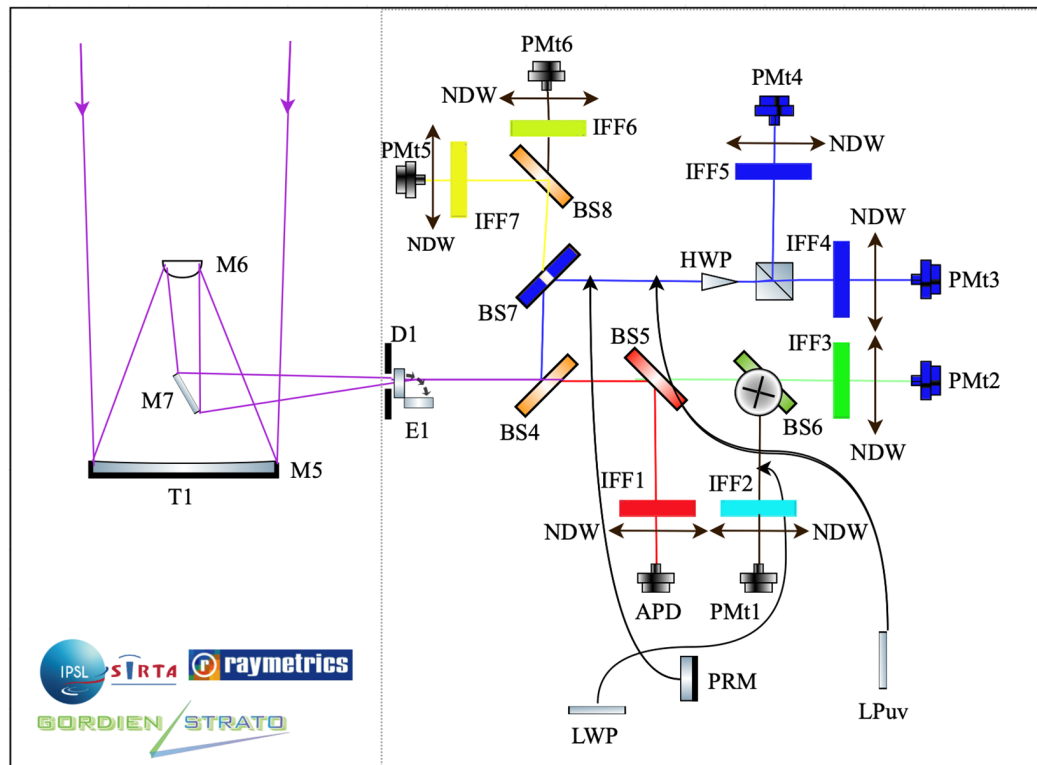 PMt6
PMt4
NDW
NDW
IFF6
PMt5
IFF5
BS8
NDW
IFF7
NDW
IFF4
M6
HWP
PMt3
BS7
D1
BS5
IFF3
NDW
M7
PMt2
E1
BS4
BS6
NDW
M5
IFF1
IFF2
T1
NDW
NDW
NDW
APD
PMt1
IPSL
SIRTA
r raymetrics
PRM
LPuv
GORDIEN STRATO
LWP